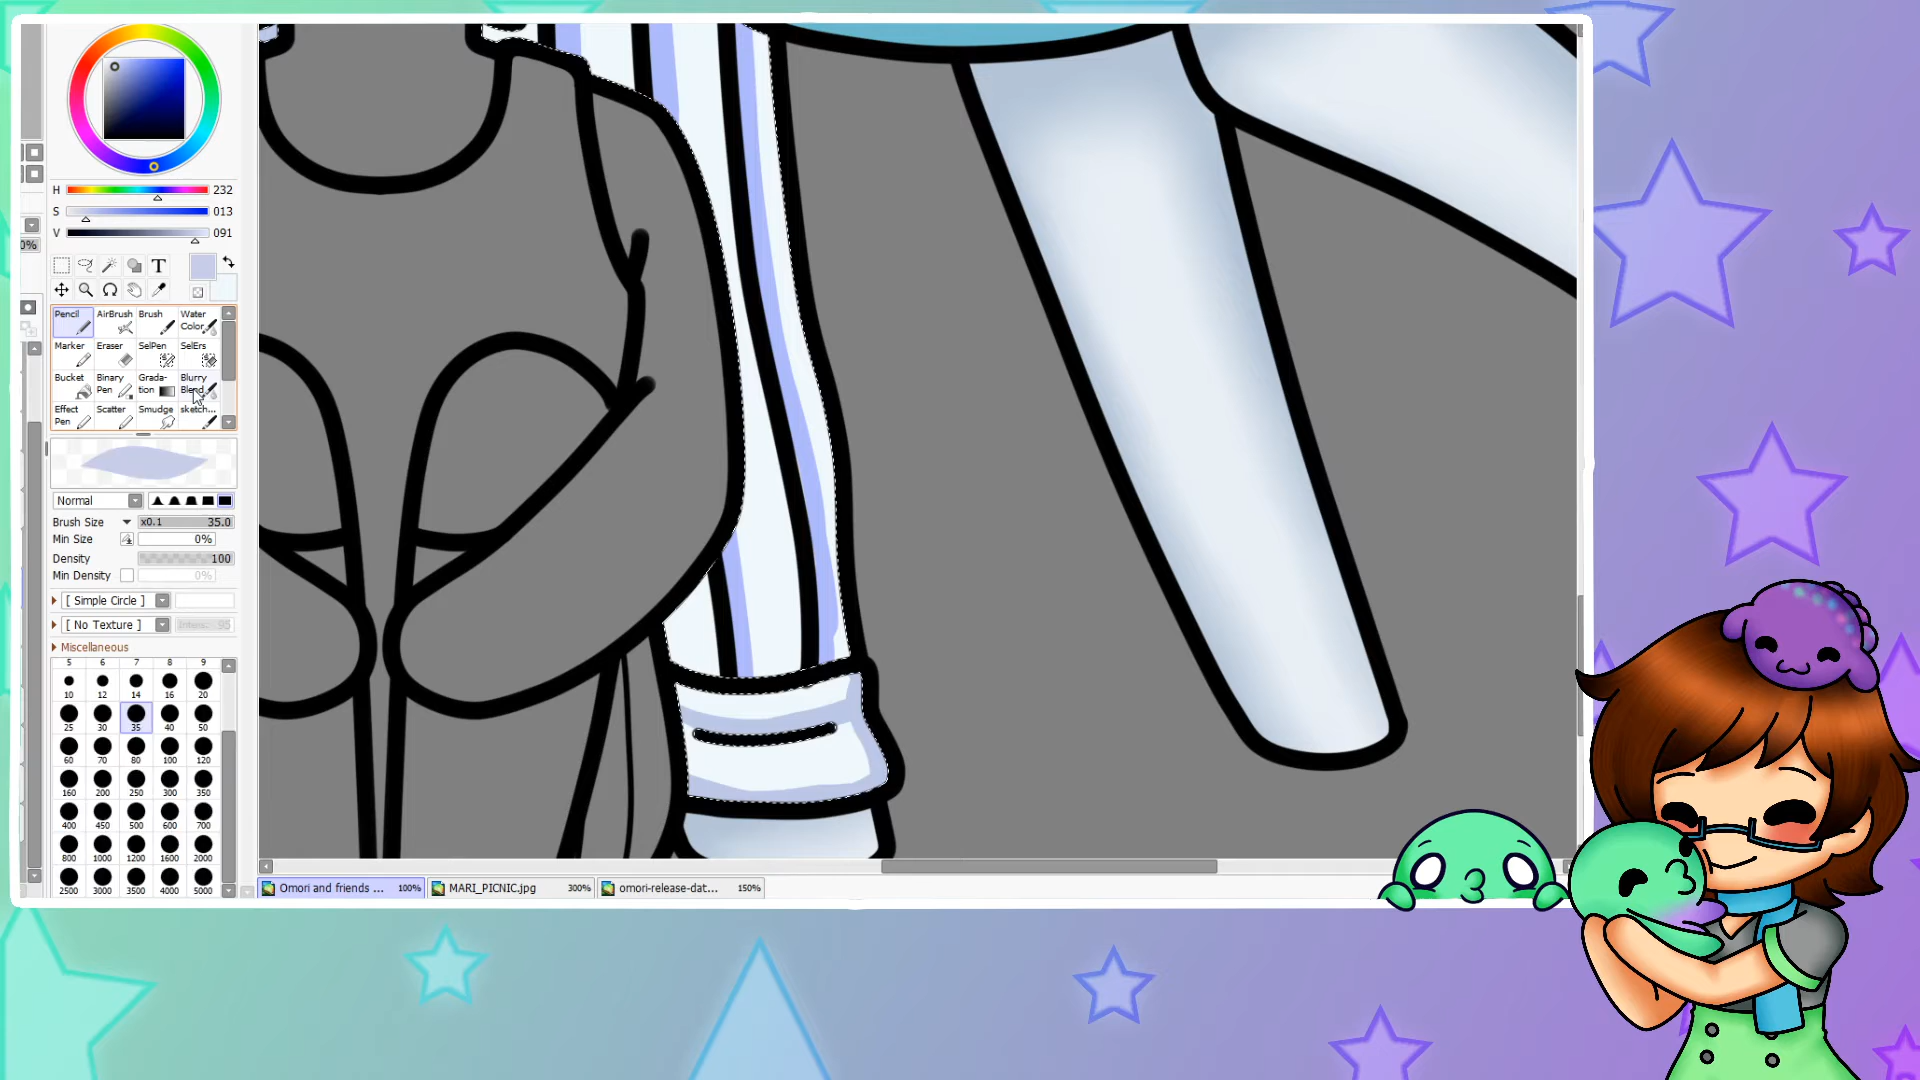 H 232
S 013
V 091
0%
T
Pencil AirBrush Brush Water Color
Marker Eraser SelPen SelErs
Bucket Binary Pen Grada-tion Blurry Blend
Effect Pen Scatter Smudge sketch...
Normal
Brush Size x0.1 35.0
Min Size 0%
Density 100
Min Density 0%
[ Simple Circle ]
[ No Texture ]
Miscellaneous
5 6 7 8 9
10 12 14 16 20
25 30 35 40 50
60 70 80 100 120
160 200 250 300 350
400 450 500 600 700
800 1000 1200 1600 2000
2500 3000 3500 4000 5000
Omori and friends ... 100% MARI_PICNIC.jpg 300% omori-release-dat... 150%